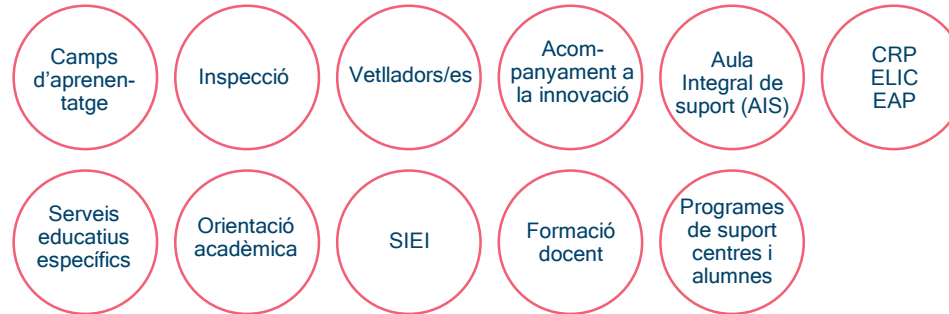 Camps
d'aprenen-
tatge
Inspecció
Vetlladors/es
Acom-
panyament a
la innovació
Aula
Integral de
suport (AIS)
CRP
ELIC
EAP
Serveis
educatius
específics
Orientació
acadèmica
SIEI
Formació
docent
Programes
de suport
centres i
alumnes